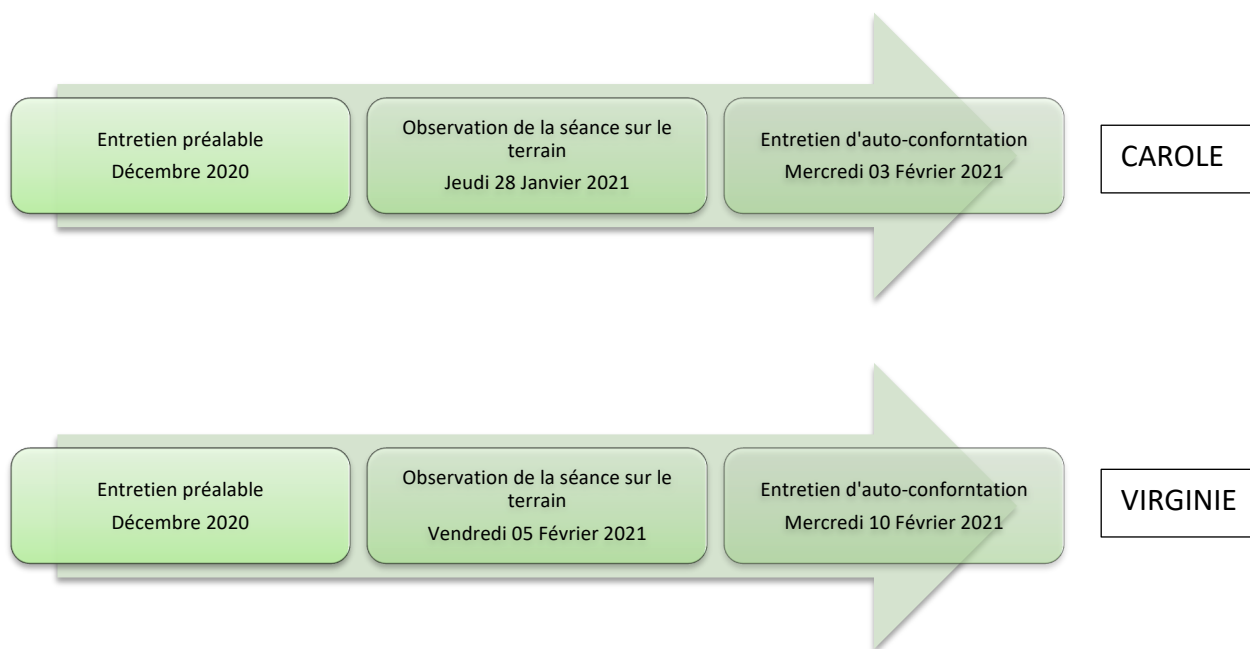 Entretien préalable
Décembre 2020
Observation de la séance sur le
terrain
Jeudi 28 Janvier 2021
Entretien d'auto-conforntation
Mercredi 03 Février 2021
CAROLE
Entretien préalable
Décembre 2020
Observation de la séance sur le
terrain
Vendredi 05 Février 2021
Entretien d'auto-conforntation
Mercredi 10 Février 2021
VIRGINIE